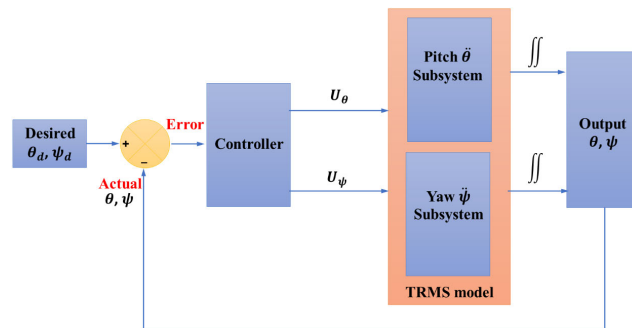 Desired
θ_d, ψ_d
+
−
Error
Actual
θ, ψ
Controller
U_θ
U_ψ
Pitch θ̈
Subsystem
Yaw ψ̈
Subsystem
TRMS model
∬
∬
Output
θ, ψ